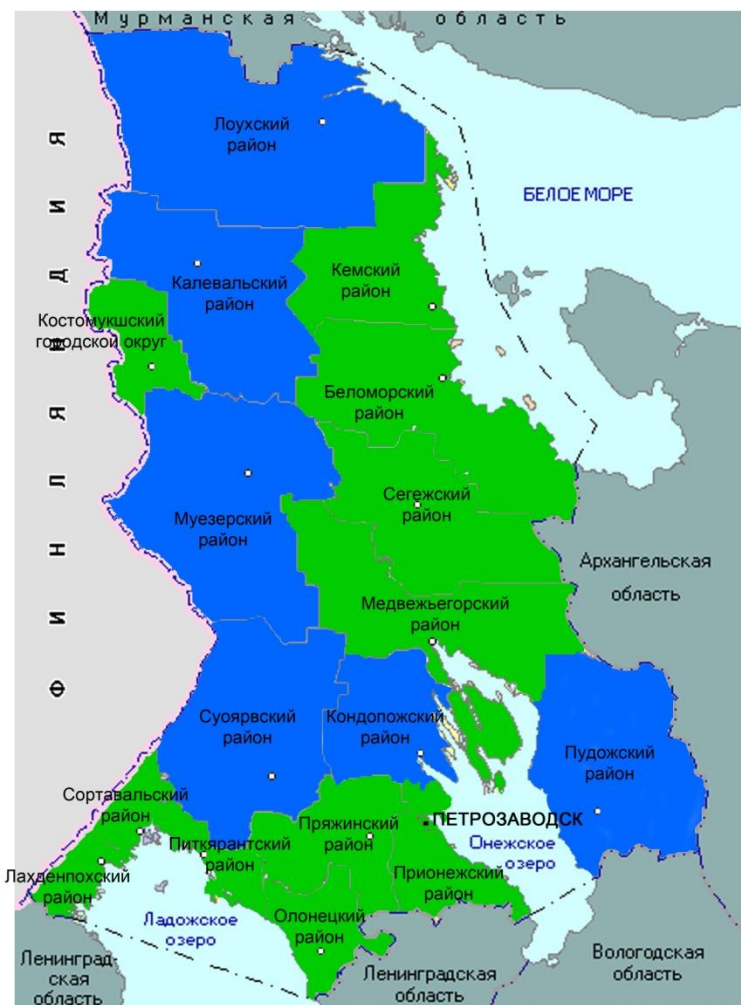 Мурманская область
Лоухский
район
БЕЛОЕ МОРЕ
Калевальский
район
Кемский
район
Костомукшский
городской округ
Беломорский
район
ФИНЛЯНДИЯ
Сегежский
район
Муезерский
район
Архангельская
область
Медвежьегорский
район
Суоярвский
район
Кондопожский
район
Пудожский
район
Сортавальский
район
Питкярантский
район
Пряжинский
район
ПЕТРОЗАВОДСК
Онежское
озеро
Лахденпохский
район
Прионежский
район
Ладожское
озеро
Олонецкий
район
Ленинград-
ская
область
Ленинградская
область
Вологодская
область